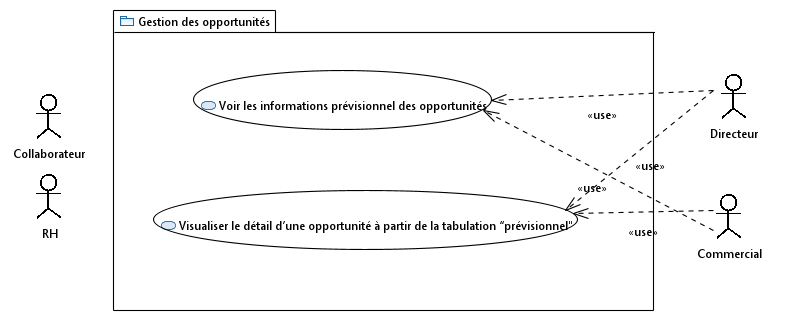 Gestion des opportunités
Voir les informations prévisionnel des opportunités
«use»
Directeur
Collaborateur
«use»
«use»
RH
Visualiser le détail d’une opportunité à partir de la tabulation “prévisionnel"
«use»
Commercial